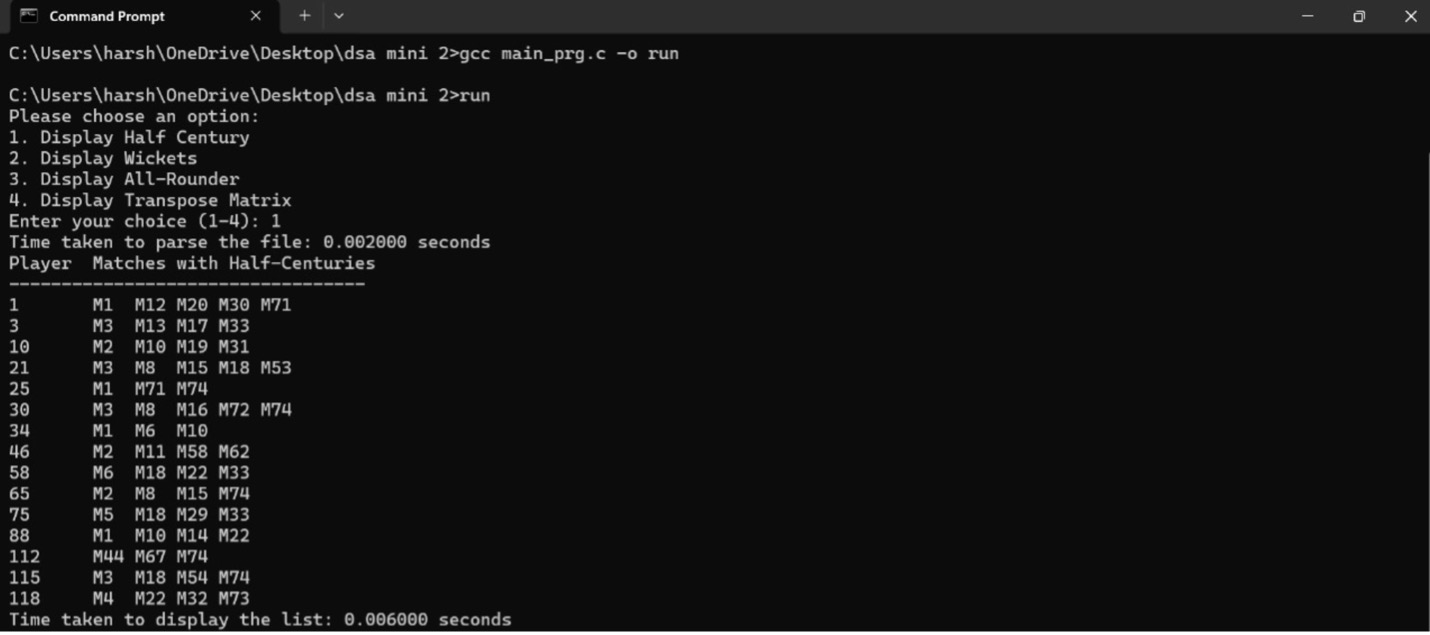 Command Prompt
C:\Users\harsh\OneDrive\Desktop\dsa mini 2>gcc main_prg.c -o run
C:\Users\harsh\OneDrive\Desktop\dsa mini 2>run
Please choose an option:
1. Display Half Century
2. Display Wickets
3. Display All-Rounder
4. Display Transpose Matrix
Enter your choice (1-4): 1
Time taken to parse the file: 0.002000 seconds
Player  Matches with Half-Centuries
----------------------------------
1       M1  M12 M20 M30 M71
3       M3  M13 M17 M33
10      M2  M10 M19 M31
21      M3  M8  M15 M18 M53
25      M1  M71 M74
30      M3  M8  M16 M72 M74
34      M1  M6  M10
46      M2  M11 M58 M62
58      M6  M18 M22 M33
65      M2  M8  M15 M74
75      M5  M18 M29 M33
88      M1  M10 M14 M22
112     M44 M67 M74
115     M3  M18 M54 M74
118     M4  M22 M32 M73
Time taken to display the list: 0.006000 seconds